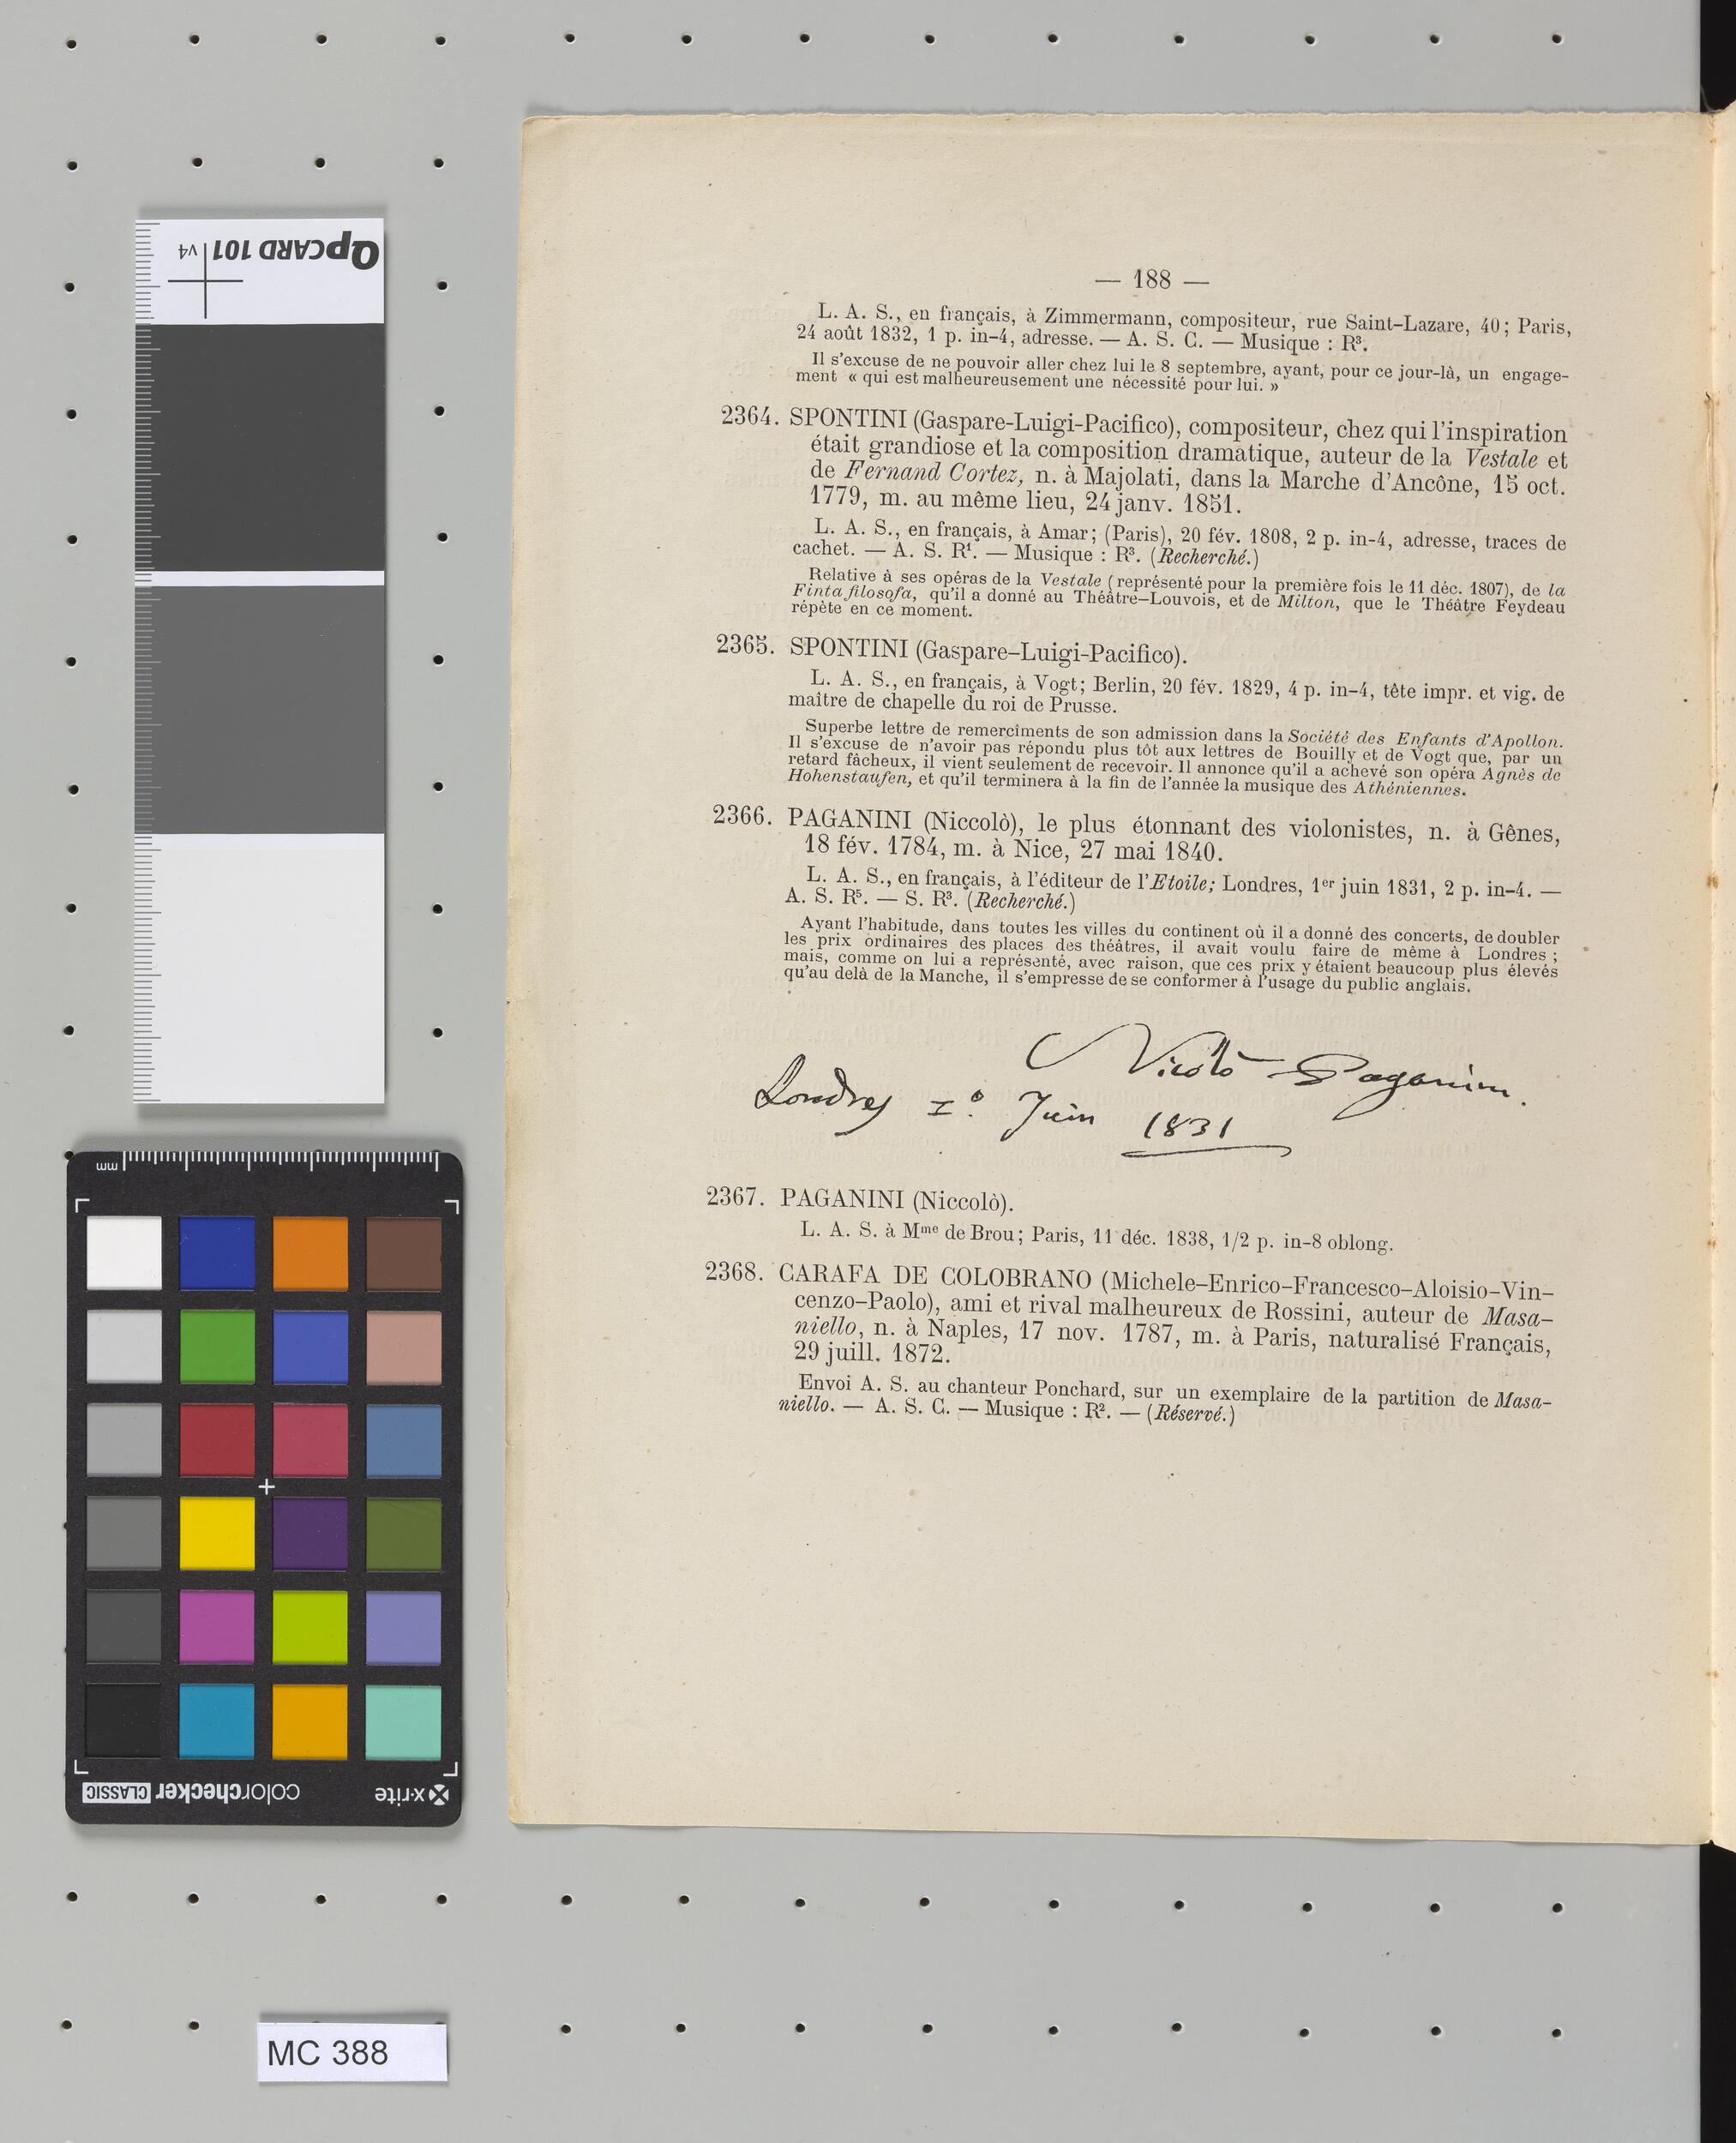 QPCARD 101 v4
— 188 —
L. A. S., en français, à Zimmermann, compositeur, rue Saint-Lazare, 40; Paris,
24 août 1832, 1 p. in-4, adresse. — A. S. C. — Musique : R³.
Il s'excuse de ne pouvoir aller chez lui le 8 septembre, ayant, pour ce jour-là, un engage-
ment « qui est malheureusement une nécessité pour lui. »
2364. SPONTINI (Gaspare-Luigi-Pacifico), compositeur, chez qui l'inspiration
était grandiose et la composition dramatique, auteur de la Vestale et
de Fernand Cortez, n. à Majolati, dans la Marche d'Ancône, 15 oct.
1779, m. au même lieu, 24 janv. 1851.
L. A. S., en français, à Amar; (Paris), 20 fév. 1808, 2 p. in-4, adresse, traces de
cachet. — A. S. R⁴. — Musique : R³. (Recherché.)
Relative à ses opéras de la Vestale (représenté pour la première fois le 11 déc. 1807), de la
Finta filosofa, qu'il a donné au Théâtre-Louvois, et de Milton, que le Théâtre Feydeau
répète en ce moment.
2365. SPONTINI (Gaspare-Luigi-Pacifico).
L. A. S., en français, à Vogt; Berlin, 20 fév. 1829, 4 p. in-4, tête impr. et vig. de
maître de chapelle du roi de Prusse.
Superbe lettre de remercîments de son admission dans la Société des Enfants d'Apollon.
Il s'excuse de n'avoir pas répondu plus tôt aux lettres de Bouilly et de Vogt que, par un
retard fâcheux, il vient seulement de recevoir. Il annonce qu'il a achevé son opéra Agnès de
Hohenstaufen, et qu'il terminera à la fin de l'année la musique des Athéniennes.
2366. PAGANINI (Niccolò), le plus étonnant des violonistes, n. à Gênes,
18 fév. 1784, m. à Nice, 27 mai 1840.
L. A. S., en français, à l'éditeur de l'Etoile; Londres, 1er juin 1831, 2 p. in-4. —
A. S. R⁵. — S. R³. (Recherché.)
Ayant l'habitude, dans toutes les villes du continent où il a donné des concerts, de doubler
les prix ordinaires des places des théâtres, il avait voulu faire de même à Londres ;
mais, comme on lui a représenté, avec raison, que ces prix y étaient beaucoup plus élevés
qu'au delà de la Manche, il s'empresse de se conformer à l'usage du public anglais.
Nicolò Paganini.
Londres I°. Juin 1831
2367. PAGANINI (Niccolò).
L. A. S. à Mme de Brou; Paris, 11 déc. 1838, 1/2 p. in-8 oblong.
2368. CARAFA DE COLOBRANO (Michele-Enrico-Francesco-Aloisio-Vin-
cenzo-Paolo), ami et rival malheureux de Rossini, auteur de Masa-
niello, n. à Naples, 17 nov. 1787, m. à Paris, naturalisé Français,
29 juill. 1872.
Envoi A. S. au chanteur Ponchard, sur un exemplaire de la partition de Masa-
niello. — A. S. C. — Musique : R². — (Réservé.)
mm
x-rite colorchecker CLASSIC
MC 388